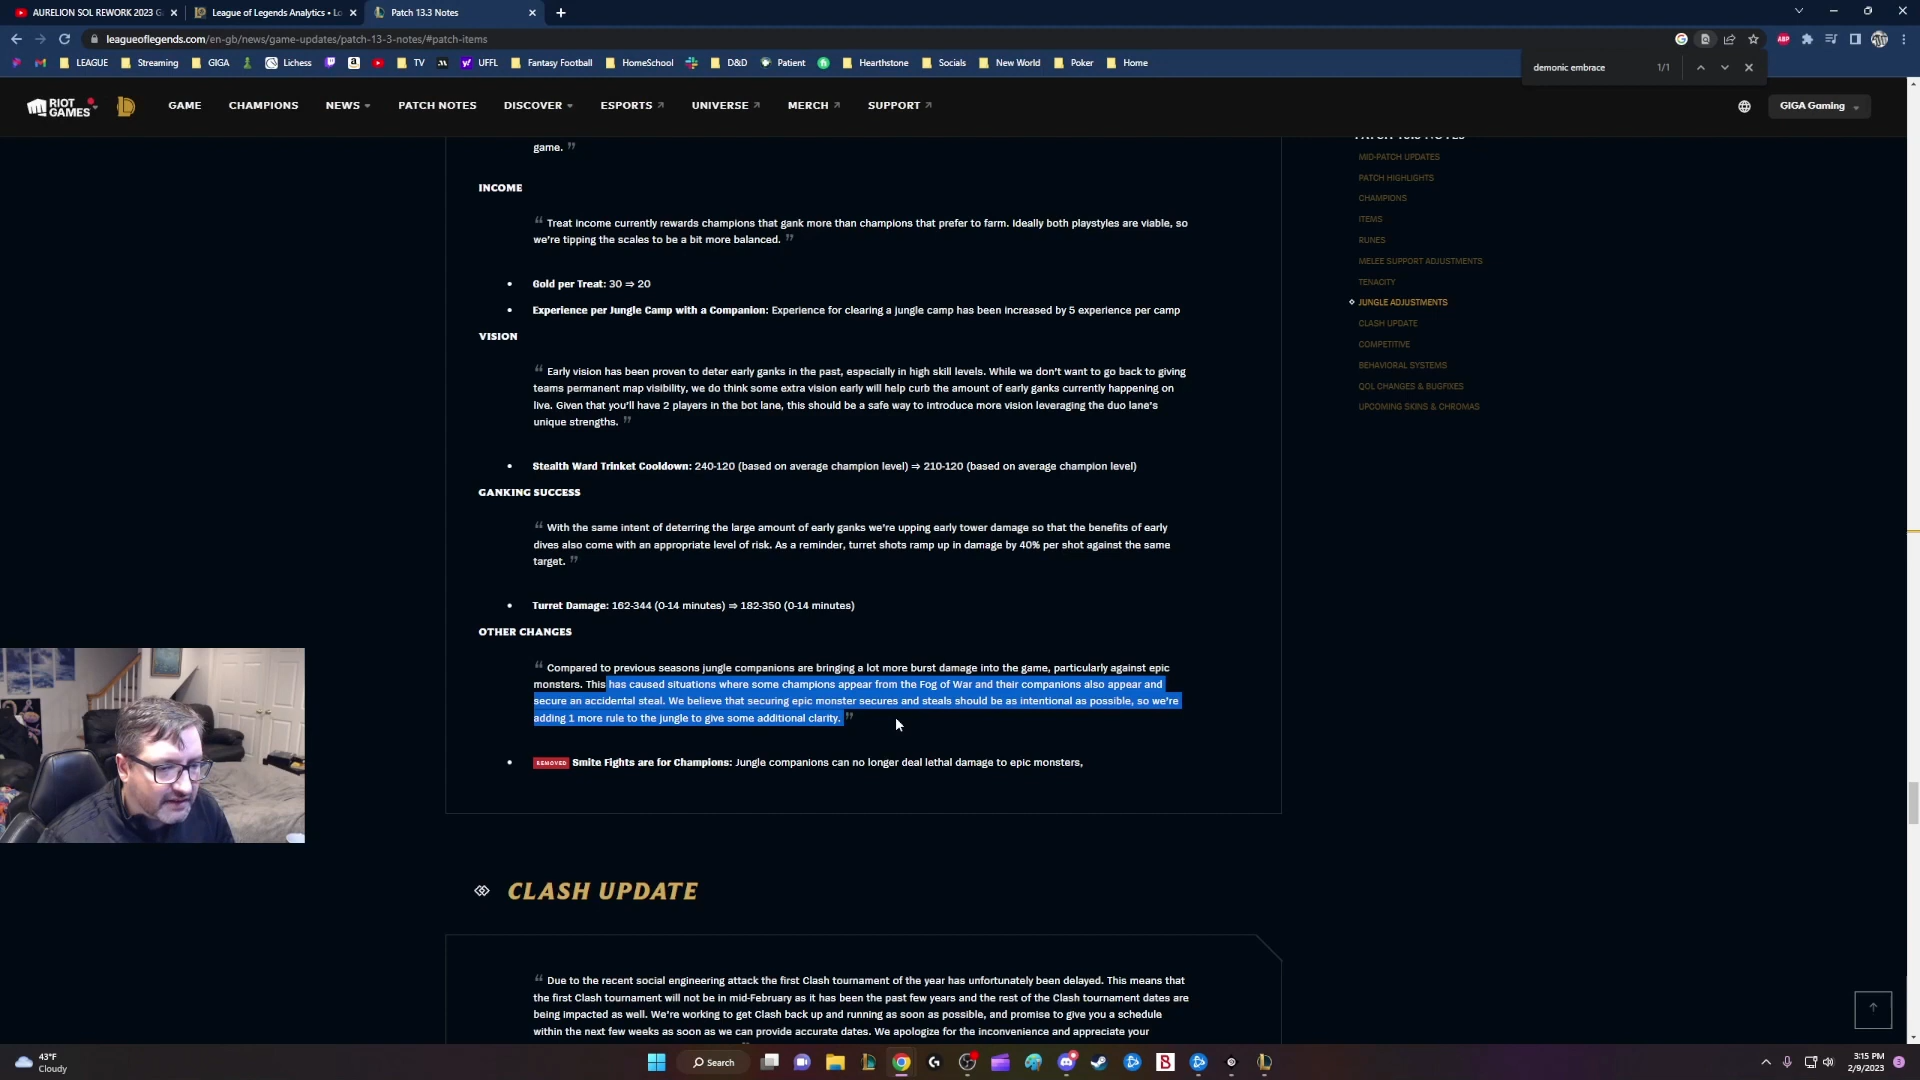 AURELION SOL REWORK 2023 G
League of Legends Analytics • Lo
Patch 13.3 Notes
leagueoflegends.com/en-gb/news/game-updates/patch-13-3-notes/#patch-items
LEAGUE
Streaming
GIGA
Lichess
TV
UFFL
Fantasy Football
HomeSchool
D&D
Patient
Hearthstone
Socials
New World
Poker
Home
demonic embrace
1/1
RIOT GAMES
GAME
CHAMPIONS
NEWS
PATCH NOTES
DISCOVER
ESPORTS
UNIVERSE
MERCH
SUPPORT
GIGA Gaming
game. ”
INCOME
“ Treat income currently rewards champions that gank more than champions that prefer to farm. Ideally both playstyles are viable, so
we’re tipping the scales to be a bit more balanced. ”
• Gold per Treat: 30 ⇒ 20
• Experience per Jungle Camp with a Companion: Experience for clearing a jungle camp has been increased by 5 experience per camp
VISION
“ Early vision has been proven to deter early ganks in the past, especially in high skill levels. While we don’t want to go back to giving
teams permanent map visibility, we do think some extra vision early will help curb the amount of early ganks currently happening on
live. Given that you’ll have 2 players in the bot lane, this should be a safe way to introduce more vision leveraging the duo lane’s
unique strengths. ”
• Stealth Ward Trinket Cooldown: 240-120 (based on average champion level) ⇒ 210-120 (based on average champion level)
GANKING SUCCESS
“ With the same intent of deterring the large amount of early ganks we’re upping early tower damage so that the benefits of early
dives also come with an appropriate level of risk. As a reminder, turret shots ramp up in damage by 40% per shot against the same
target. ”
• Turret Damage: 162-344 (0-14 minutes) ⇒ 182-350 (0-14 minutes)
OTHER CHANGES
“ Compared to previous seasons jungle companions are bringing a lot more burst damage into the game, particularly against epic
monsters. This has caused situations where some champions appear from the Fog of War and their companions also appear and
secure an accidental steal. We believe that securing epic monster secures and steals should be as intentional as possible, so we’re
adding 1 more rule to the jungle to give some additional clarity. ”
• REMOVED Smite Fights are for Champions: Jungle companions can no longer deal lethal damage to epic monsters,
CLASH UPDATE
“ Due to the recent social engineering attack the first Clash tournament of the year has unfortunately been delayed. This means that
the first Clash tournament will not be in mid-February as it has been the past few years and the rest of the Clash tournament dates are
being impacted as well. We’re working to get Clash back up and running as soon as possible, and promise to give you a schedule
within the next few weeks as soon as we can provide accurate dates. We apologize for the inconvenience and appreciate your
PATCH 13.3 NOTES
MID-PATCH UPDATES
PATCH HIGHLIGHTS
CHAMPIONS
ITEMS
RUNES
MELEE SUPPORT ADJUSTMENTS
TENACITY
JUNGLE ADJUSTMENTS
CLASH UPDATE
COMPETITIVE
BEHAVIORAL SYSTEMS
QOL CHANGES & BUGFIXES
UPCOMING SKINS & CHROMAS
43°F
Cloudy
Search
3:15 PM
2/9/2023
3